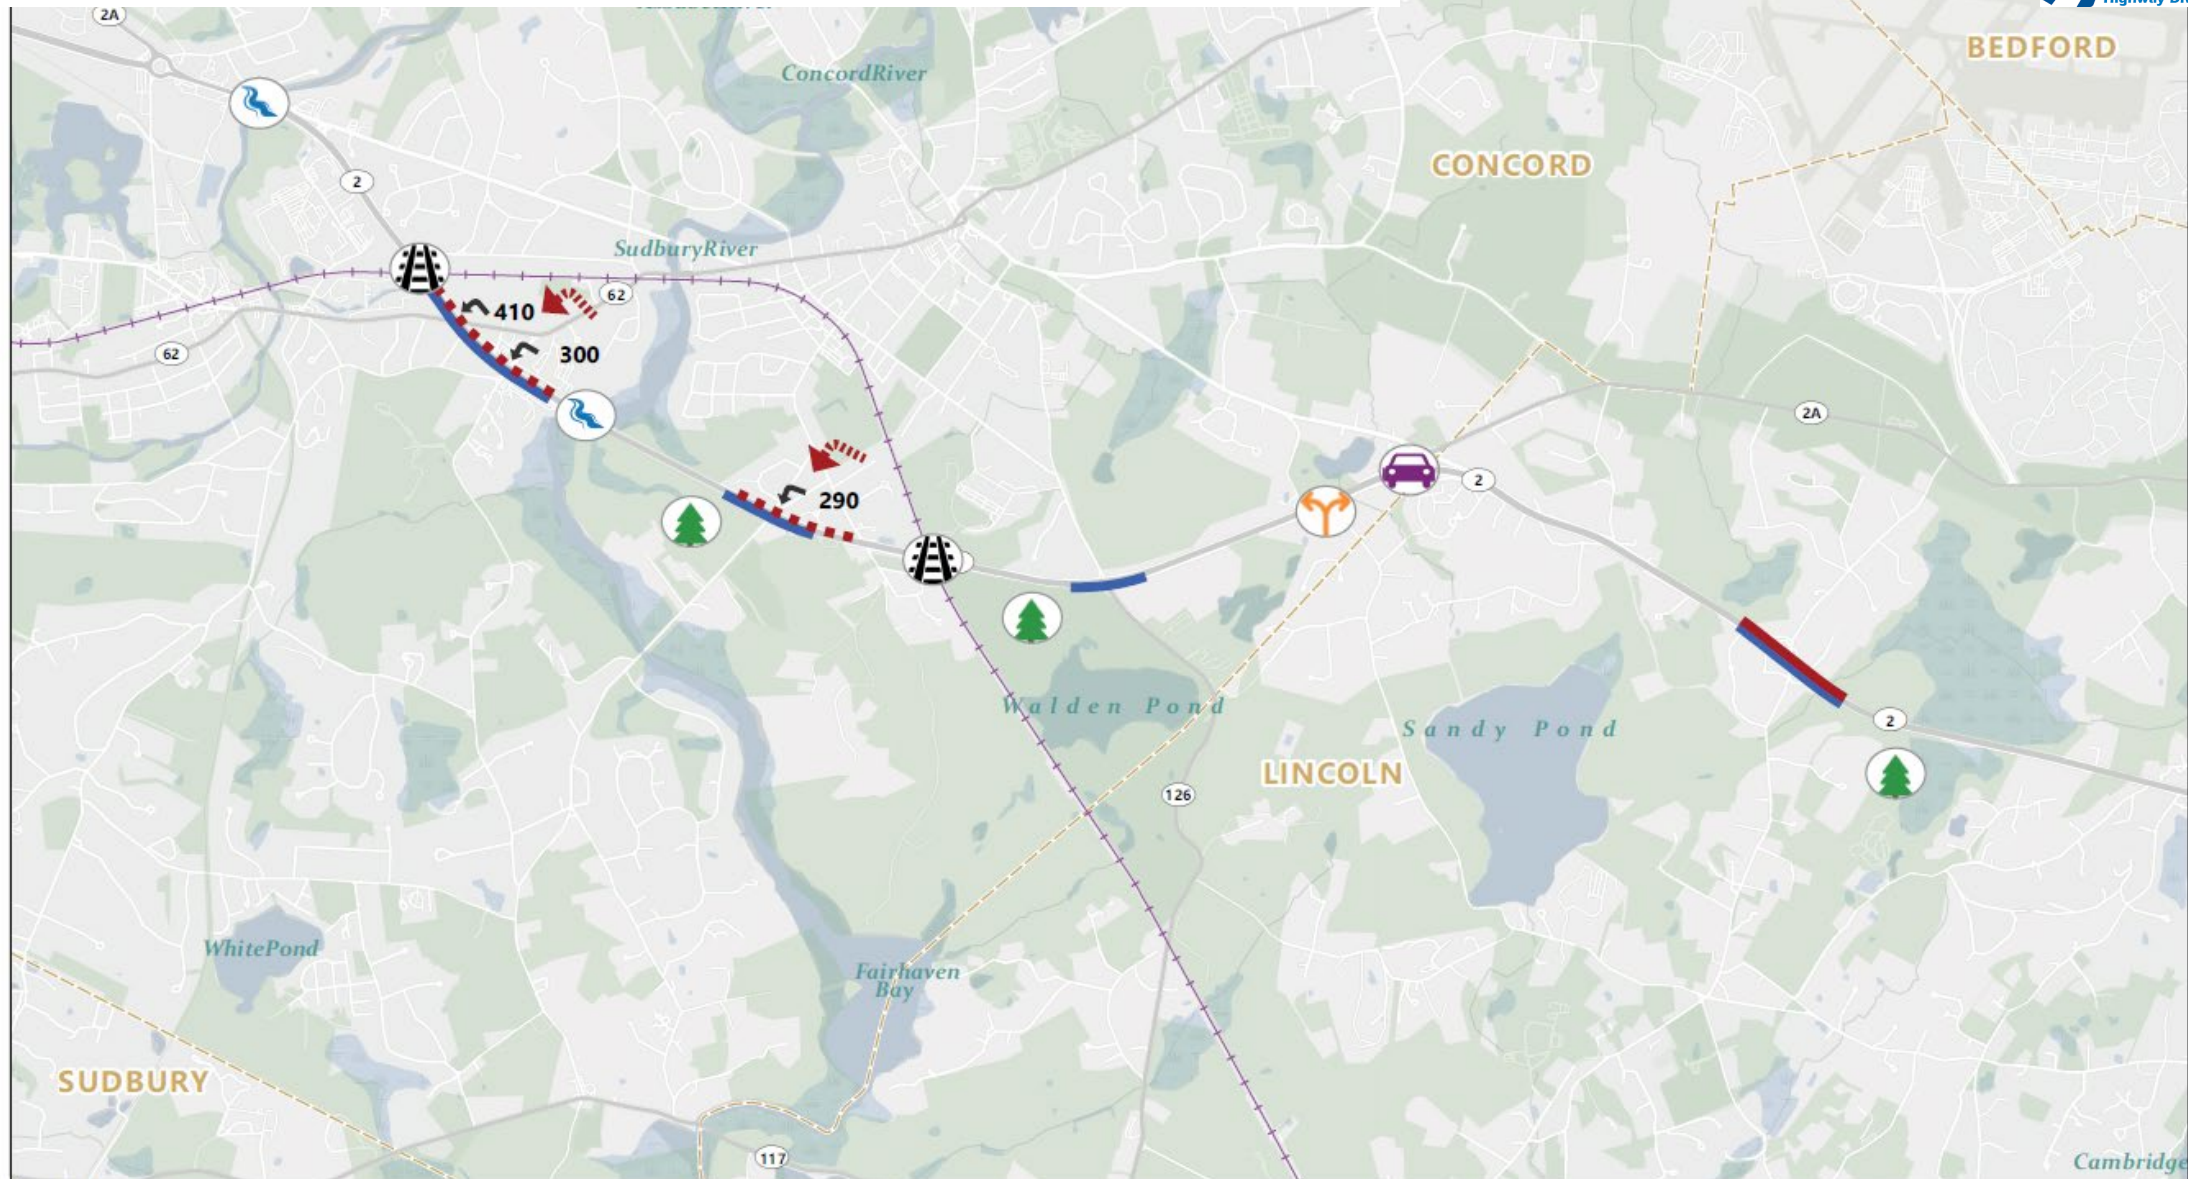 2A
BEDFORD
ConcordRiver
CONCORD
2
SudburyRiver
62
410
300
62
2A
2
290
Walden Pond
Sandy Pond
2
LINCOLN
126
WhitePond
Fairhaven
Bay
SUDBURY
117
Cambridge